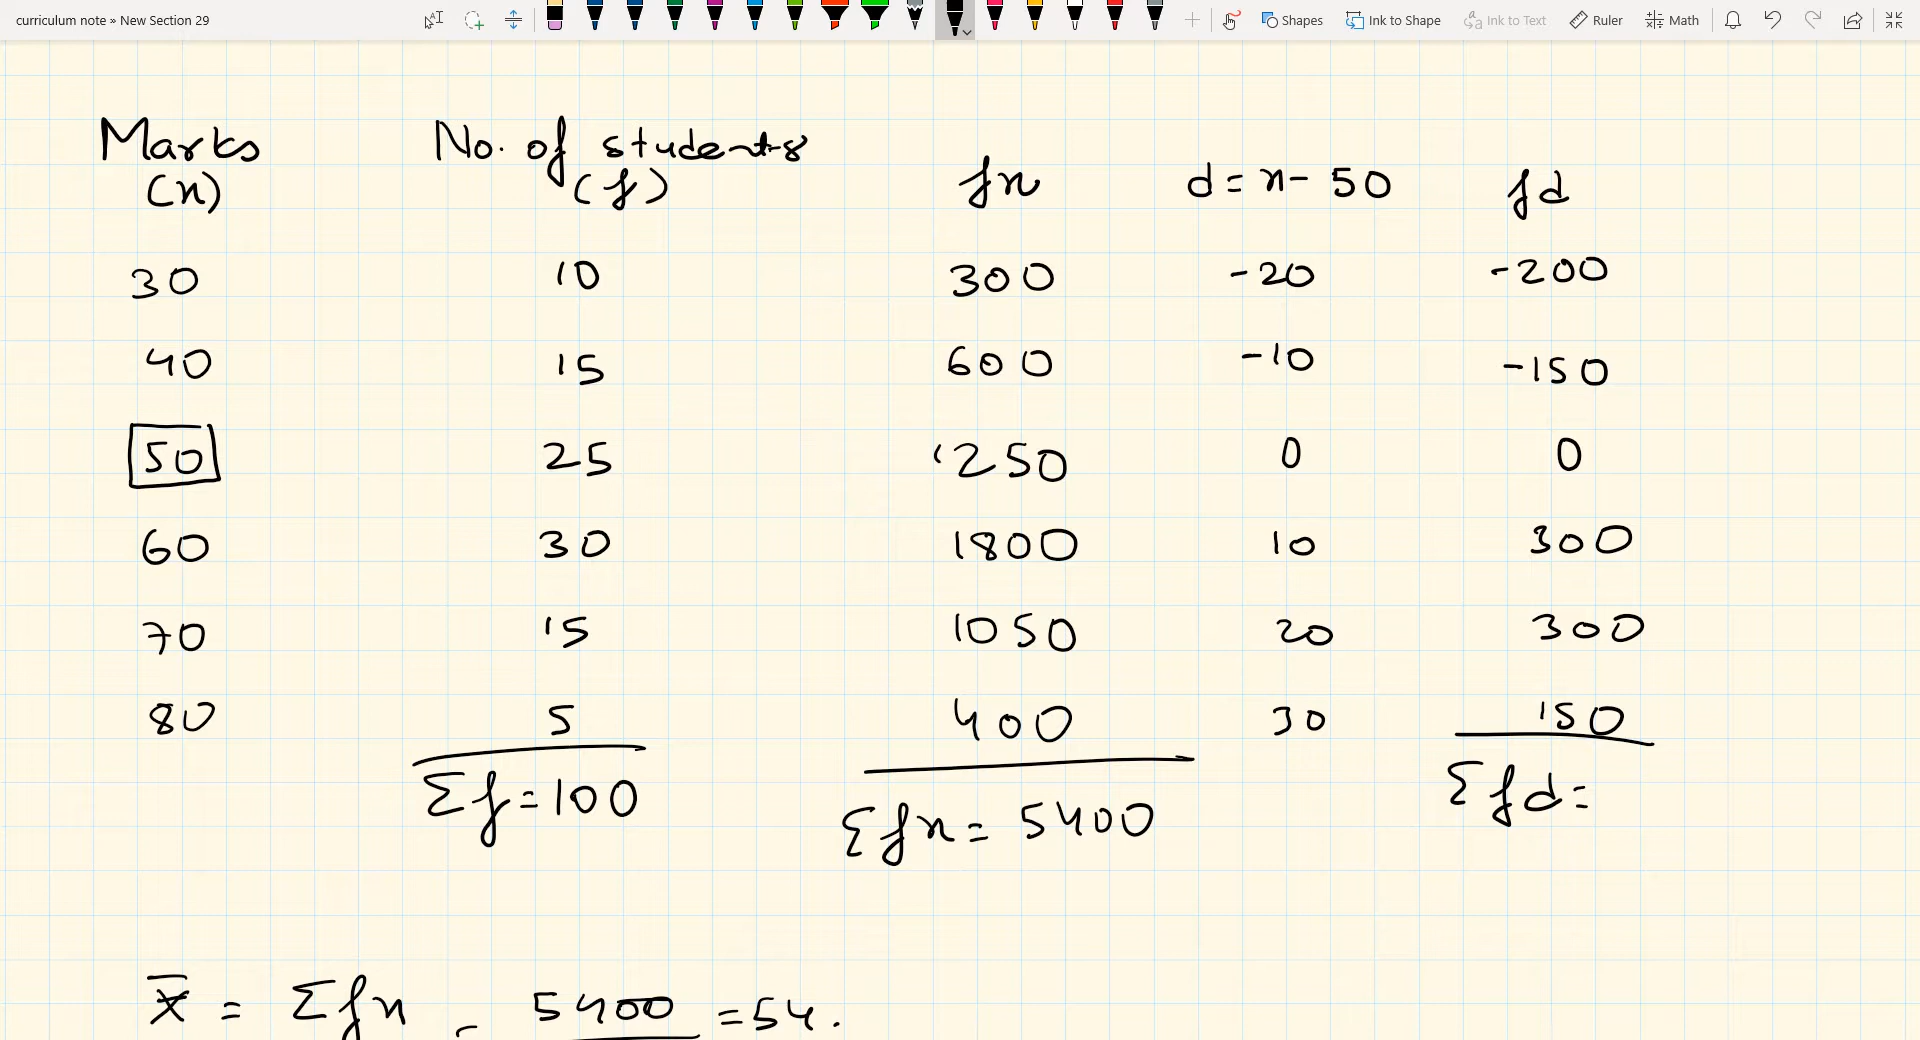 curriculum note » New Section 29 Shapes Ink to Shape Ink to Text Ruler Math
Marks No. of students
(x) (f) fx d = x - 50 fd
30 10 300 -20 -200
40 15 600 -10 -150
50 25 1250 0 0
60 30 1800 10 300
70 15 1050 20 300
80 5 400 30 150
Σf = 100 Σfx = 5400 Σfd =
X̄ = Σfx = 5400 = 54.